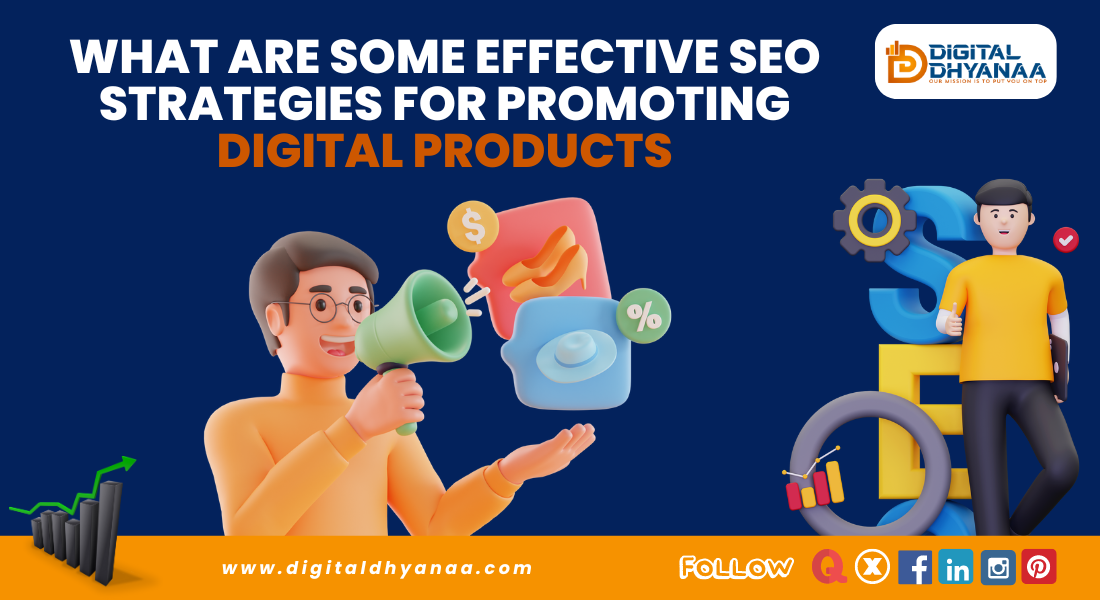 WHAT ARE SOME EFFECTIVE SEO
STRATEGIES FOR PROMOTING
DIGITAL PRODUCTS
DIGITAL
DHYANAA
OUR MISSION IS TO PUT YOU ON TOP
$
%
SEO
www.digitaldhyanaa.com
FOLLOW